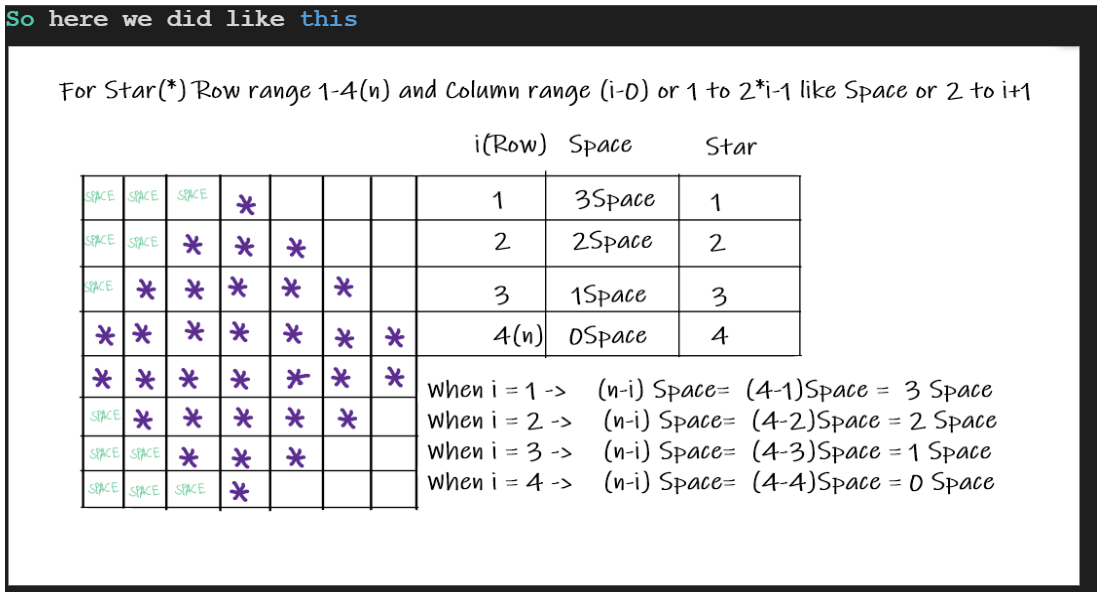 So here we did like this
For Star(*) Row range 1-4(n) and Column range (i-0) or 1 to 2*i-1 like Space or 2 to i+1
i(Row) Space Star
SPACE SPACE SPACE * 1 3Space 1
SPACE SPACE * * * 2 2Space 2
SPACE * * * * * 3 1Space 3
* * * * * * * 4(n) 0Space 4
* * * * * * *
When i = 1 -> (n-i) Space= (4-1)Space = 3 Space
SPACE * * * * *
When i = 2 -> (n-i) Space= (4-2)Space = 2 Space
SPACE SPACE * * *
When i = 3 -> (n-i) Space= (4-3)Space = 1 Space
SPACE SPACE SPACE *
When i = 4 -> (n-i) Space= (4-4)Space = 0 Space